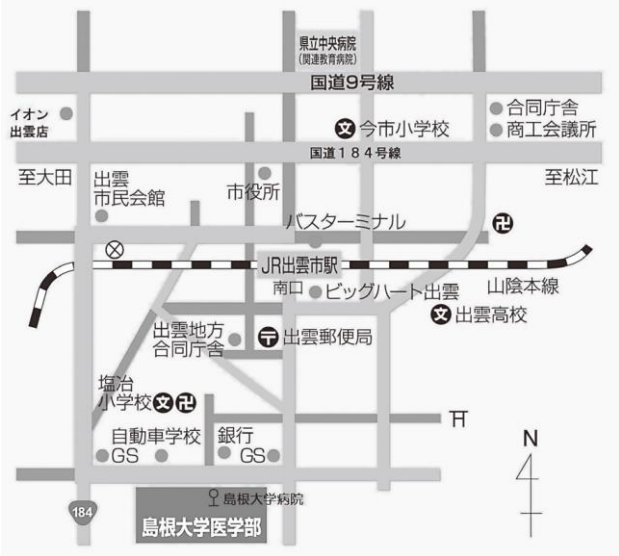 県立中央病院
(関連教育病院)
国道9号線
イオン
出雲店
合同庁舎
文
今市小学校
商工会議所
国道184号線
至大田
出雲
市民会館
市役所
至松江
バスターミナル
卍
JR出雲市駅
南口
ビッグハート出雲
山陰本線
文
出雲高校
出雲地方
合同庁舎
〒
出雲郵便局
塩冶
小学校
文
卍
自動車学校
銀行
GS
GS
N
島根大学病院
184
島根大学医学部